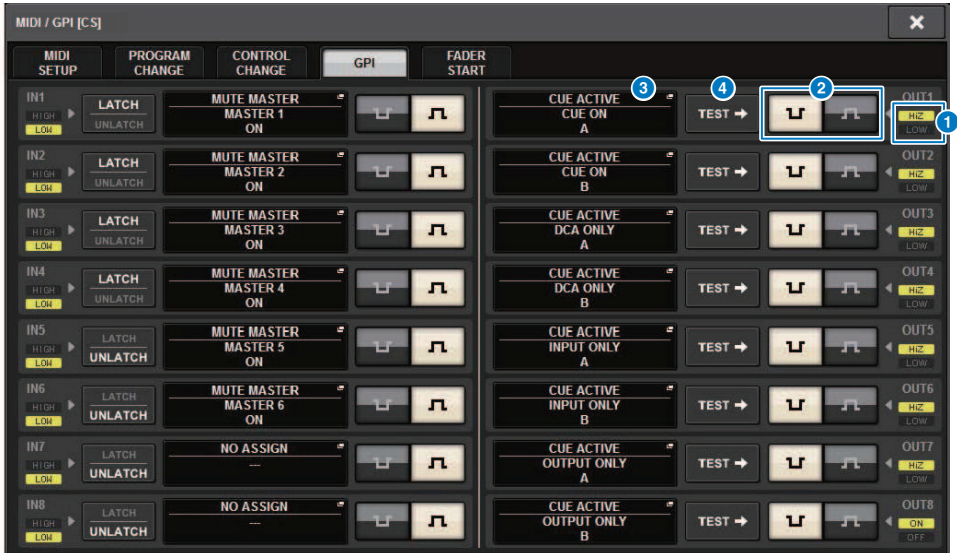 MIDI / GPI [CS]
MIDI SETUP
PROGRAM CHANGE
CONTROL CHANGE
GPI
FADER START
IN1
HIGH
LOW
LATCH
UNLATCH
MUTE MASTER
MASTER 1
ON
CUE ACTIVE
CUE ON
A
3
4
TEST
2
OUT1
HiZ
LOW
1
IN2
HIGH
LOW
LATCH
UNLATCH
MUTE MASTER
MASTER 2
ON
CUE ACTIVE
CUE ON
B
TEST
OUT2
HiZ
LOW
IN3
HIGH
LOW
LATCH
UNLATCH
MUTE MASTER
MASTER 3
ON
CUE ACTIVE
DCA ONLY
A
TEST
OUT3
HiZ
LOW
IN4
HIGH
LOW
LATCH
UNLATCH
MUTE MASTER
MASTER 4
ON
CUE ACTIVE
DCA ONLY
B
TEST
OUT4
HiZ
LOW
IN5
HIGH
LOW
LATCH
UNLATCH
MUTE MASTER
MASTER 5
ON
CUE ACTIVE
INPUT ONLY
A
TEST
OUT5
HiZ
LOW
IN6
HIGH
LOW
LATCH
UNLATCH
MUTE MASTER
MASTER 6
ON
CUE ACTIVE
INPUT ONLY
B
TEST
OUT6
HiZ
LOW
IN7
HIGH
LOW
LATCH
UNLATCH
NO ASSIGN
---
CUE ACTIVE
OUTPUT ONLY
A
TEST
OUT7
HiZ
LOW
IN8
HIGH
LOW
LATCH
UNLATCH
NO ASSIGN
---
CUE ACTIVE
OUTPUT ONLY
B
TEST
OUT8
ON
OFF